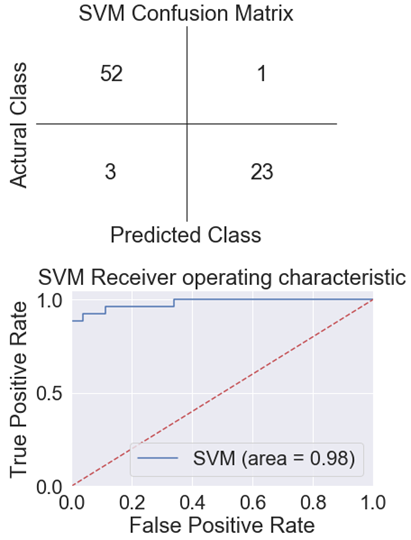 SVM Confusion Matrix
Actural Class
52 1
3 23
Predicted Class
SVM Receiver operating characteristic
True Positive Rate
1.0
0.5
0.0
SVM (area = 0.98)
0.0 0.2 0.4 0.6 0.8 1.0
False Positive Rate